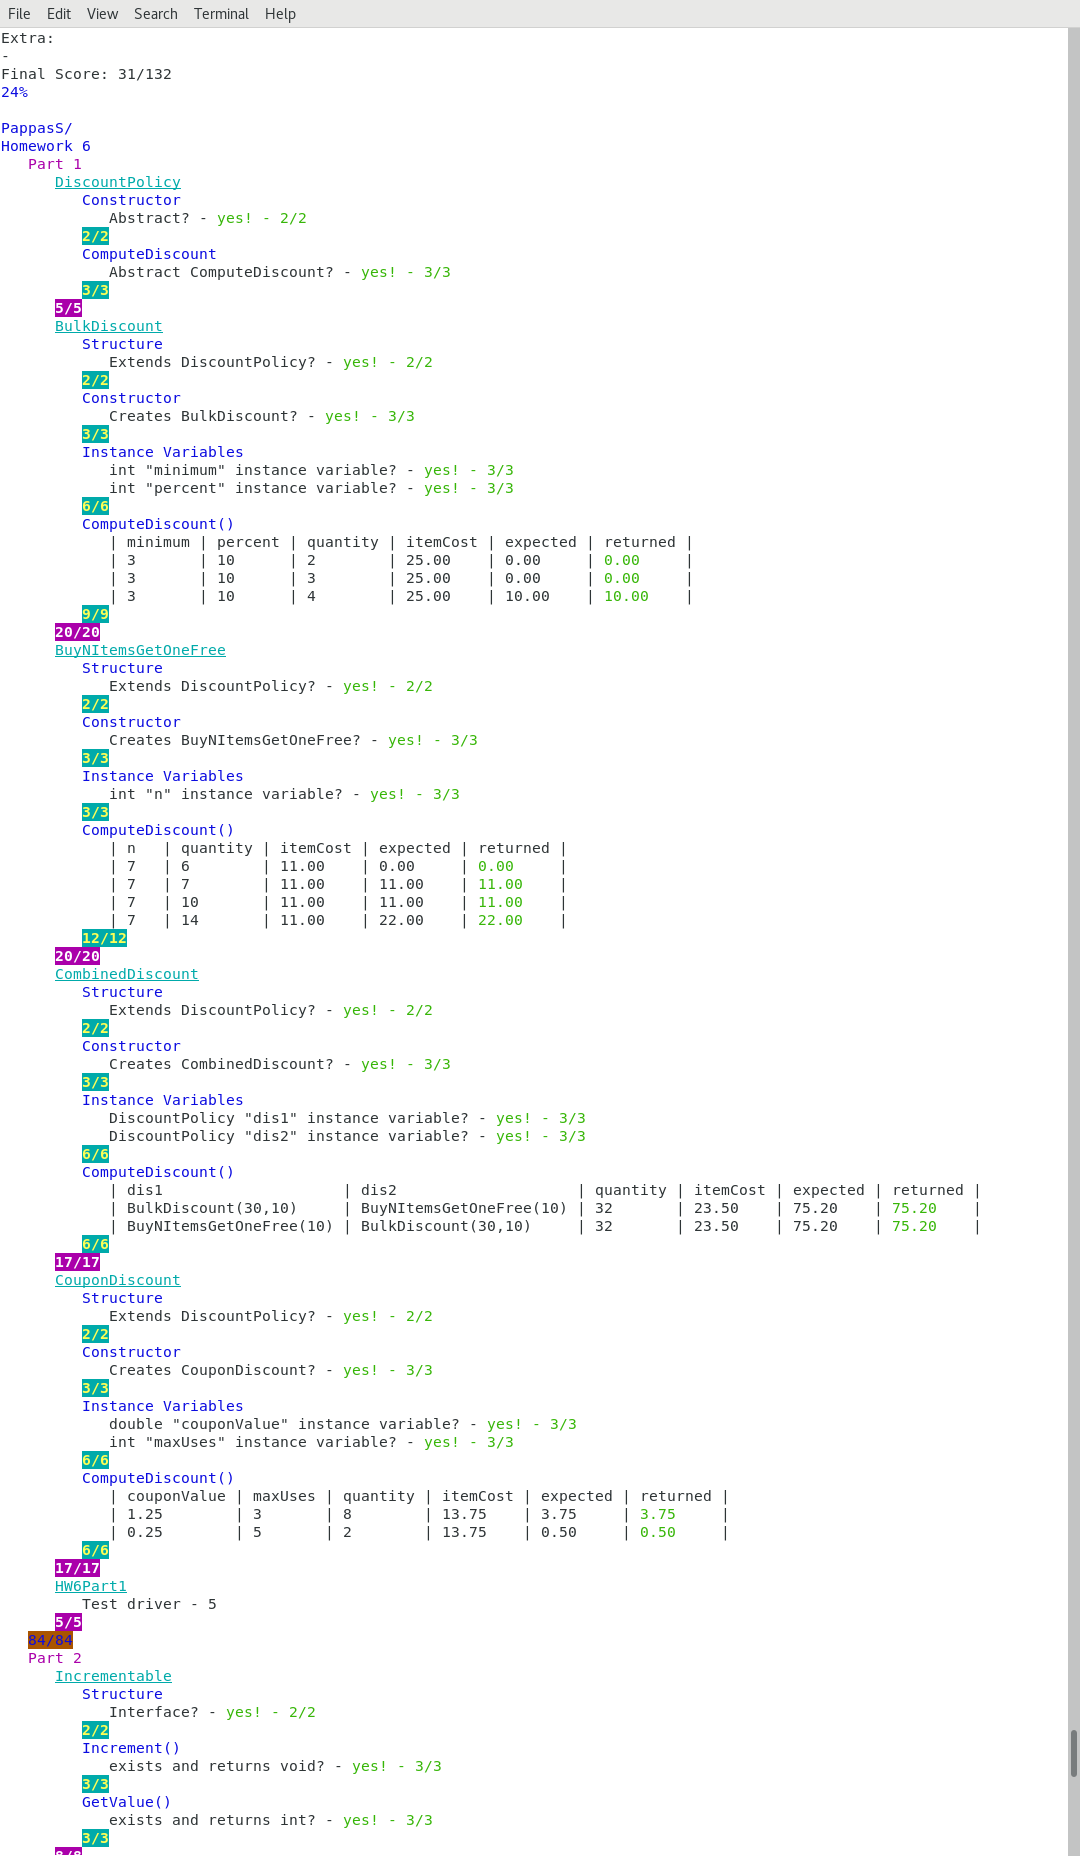 File Edit View Search Terminal Help
Extra:
-
Final Score: 31/132
24%
PappasS/
Homework 6
Part 1
DiscountPolicy
Constructor
Abstract? - yes! - 2/2
2/2
ComputeDiscount
Abstract ComputeDiscount? - yes! - 3/3
3/3
5/5
BulkDiscount
Structure
Extends DiscountPolicy? - yes! - 2/2
2/2
Constructor
Creates BulkDiscount? - yes! - 3/3
3/3
Instance Variables
int "minimum" instance variable? - yes! - 3/3
int "percent" instance variable? - yes! - 3/3
6/6
ComputeDiscount()
| minimum | percent | quantity | itemCost | expected | returned |
| 3 | 10 | 2 | 25.00 | 0.00 | 0.00 |
| 3 | 10 | 3 | 25.00 | 0.00 | 0.00 |
| 3 | 10 | 4 | 25.00 | 10.00 | 10.00 |
9/9
20/20
BuyNItemsGetOneFree
Structure
Extends DiscountPolicy? - yes! - 2/2
2/2
Constructor
Creates BuyNItemsGetOneFree? - yes! - 3/3
3/3
Instance Variables
int "n" instance variable? - yes! - 3/3
3/3
ComputeDiscount()
| n | quantity | itemCost | expected | returned |
| 7 | 6 | 11.00 | 0.00 | 0.00 |
| 7 | 7 | 11.00 | 11.00 | 11.00 |
| 7 | 10 | 11.00 | 11.00 | 11.00 |
| 7 | 14 | 11.00 | 22.00 | 22.00 |
12/12
20/20
CombinedDiscount
Structure
Extends DiscountPolicy? - yes! - 2/2
2/2
Constructor
Creates CombinedDiscount? - yes! - 3/3
3/3
Instance Variables
DiscountPolicy "dis1" instance variable? - yes! - 3/3
DiscountPolicy "dis2" instance variable? - yes! - 3/3
6/6
ComputeDiscount()
| dis1 | dis2 | quantity | itemCost | expected | returned |
| BulkDiscount(30,10) | BuyNItemsGetOneFree(10) | 32 | 23.50 | 75.20 | 75.20 |
| BuyNItemsGetOneFree(10) | BulkDiscount(30,10) | 32 | 23.50 | 75.20 | 75.20 |
6/6
17/17
CouponDiscount
Structure
Extends DiscountPolicy? - yes! - 2/2
2/2
Constructor
Creates CouponDiscount? - yes! - 3/3
3/3
Instance Variables
double "couponValue" instance variable? - yes! - 3/3
int "maxUses" instance variable? - yes! - 3/3
6/6
ComputeDiscount()
| couponValue | maxUses | quantity | itemCost | expected | returned |
| 1.25 | 3 | 8 | 13.75 | 3.75 | 3.75 |
| 0.25 | 5 | 2 | 13.75 | 0.50 | 0.50 |
6/6
17/17
HW6Part1
Test driver - 5
5/5
84/84
Part 2
Incrementable
Structure
Interface? - yes! - 2/2
2/2
Increment()
exists and returns void? - yes! - 3/3
3/3
GetValue()
exists and returns int? - yes! - 3/3
3/3
8/8